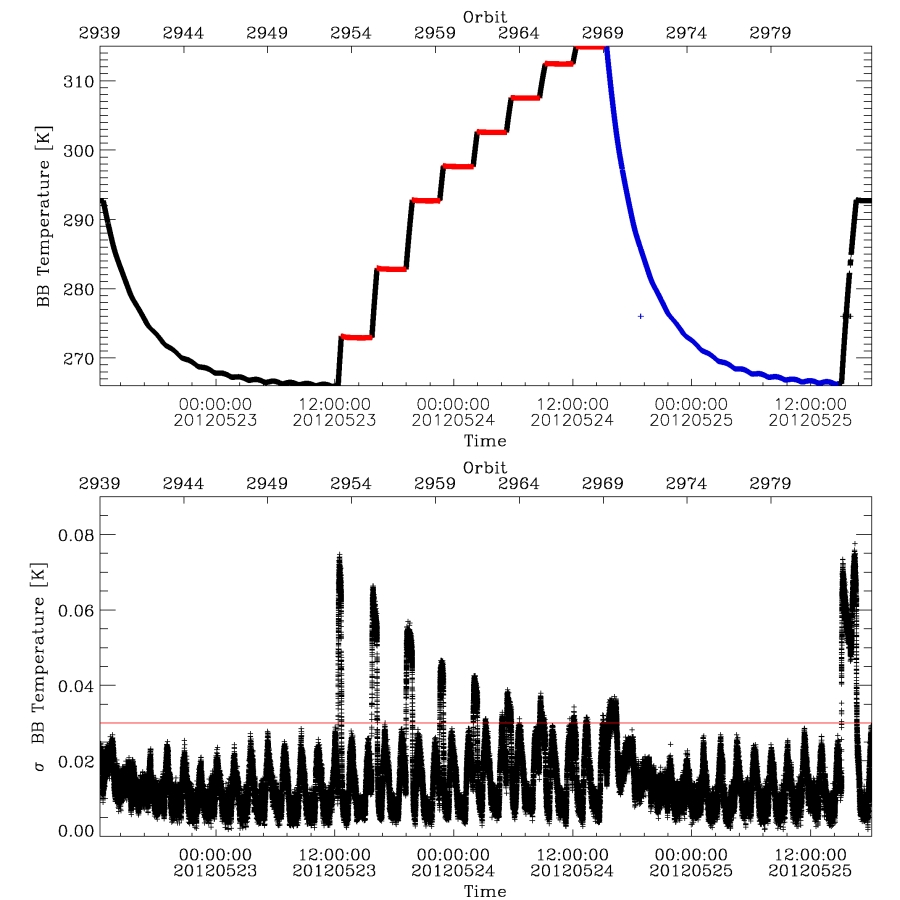 Orbit
2939 2944 2949 2954 2959 2964 2969 2974 2979
BB Temperature [K]
310
300
290
280
270
00:00:00 12:00:00 00:00:00 12:00:00 00:00:00 12:00:00
20120523 20120523 20120524 20120524 20120525 20120525
Time
Orbit
2939 2944 2949 2954 2959 2964 2969 2974 2979
σ BB Temperature [K]
0.08
0.06
0.04
0.02
0.00
00:00:00 12:00:00 00:00:00 12:00:00 00:00:00 12:00:00
20120523 20120523 20120524 20120524 20120525 20120525
Time